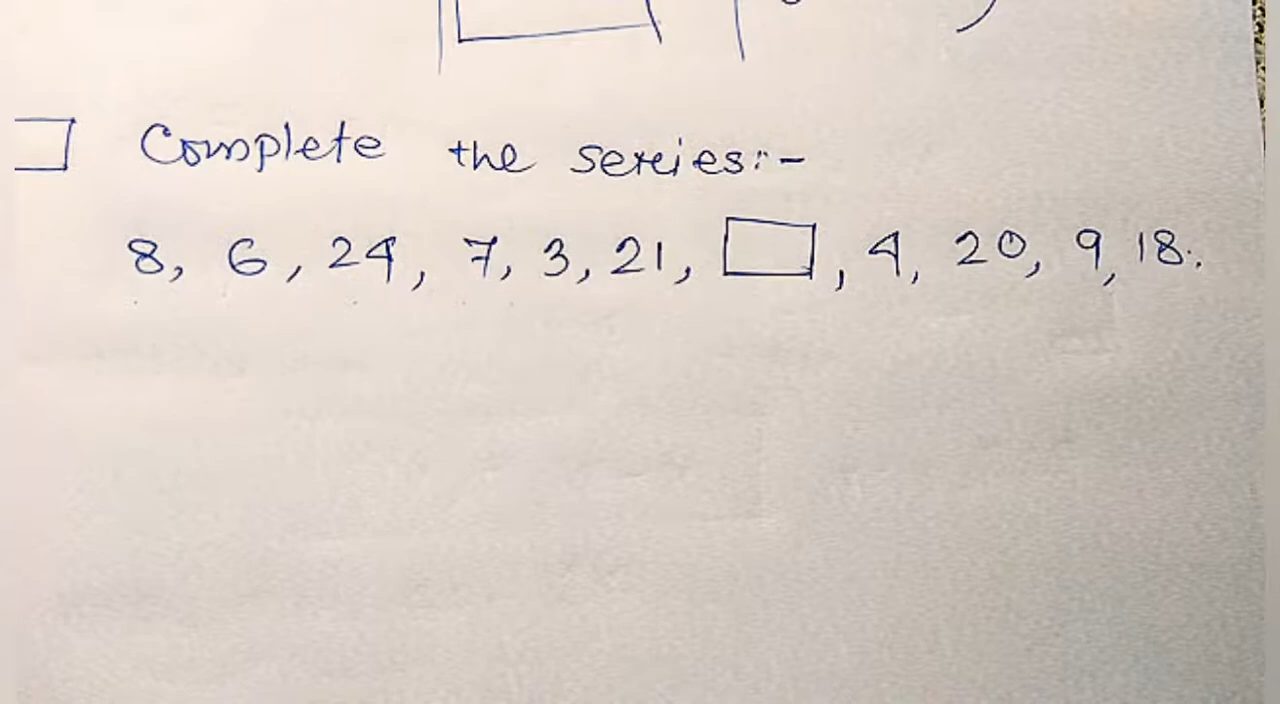 Complete the series:-
8, 6, 24, 7, 3, 21, , 4, 20, 9, 18.